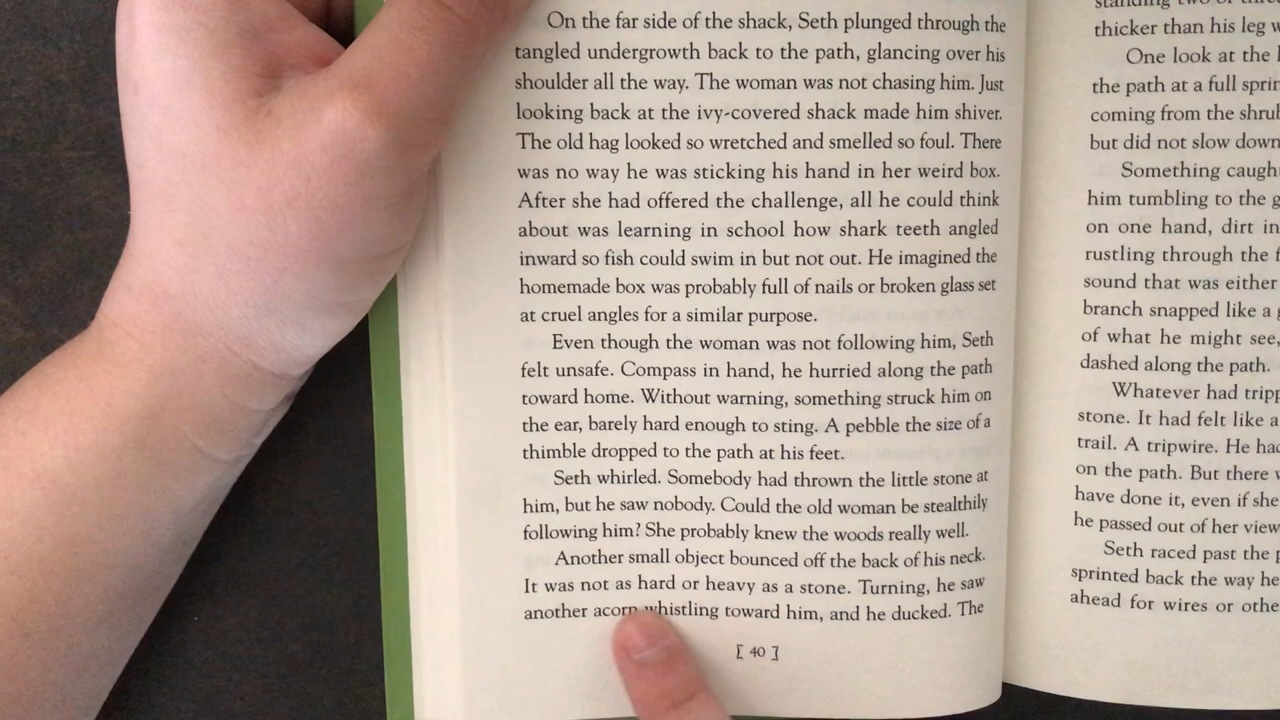 On the far side of the shack, Seth plunged through the
tangled undergrowth back to the path, glancing over his
shoulder all the way. The woman was not chasing him. Just
looking back at the ivy-covered shack made him shiver.
The old hag looked so wretched and smelled so foul. There
was no way he was sticking his hand in her weird box.
After she had offered the challenge, all he could think
about was learning in school how shark teeth angled
inward so fish could swim in but not out. He imagined the
homemade box was probably full of nails or broken glass set
at cruel angles for a similar purpose.
Even though the woman was not following him, Seth
felt unsafe. Compass in hand, he hurried along the path
toward home. Without warning, something struck him on
the ear, barely hard enough to sting. A pebble the size of a
thimble dropped to the path at his feet.
Seth whirled. Somebody had thrown the little stone at
him, but he saw nobody. Could the old woman be stealthily
following him? She probably knew the woods really well.
Another small object bounced off the back of his neck.
It was not as hard or heavy as a stone. Turning, he saw
another acorn whistling toward him, and he ducked. The
[ 40 ]
thicker than his leg
One look at the
the path at a full
coming from the
but did not slow down
Something
him tumbling to the
on one hand, dirt in
rustling through the
sound that was either
branch snapped like a
of what he might see,
dashed along the path.
Whatever had
stone. It had felt like a
trail. A tripwire. He had
on the path. But there
have done it, even if she
he passed out of her view
Seth raced past the
sprinted back the way he
ahead for wires or